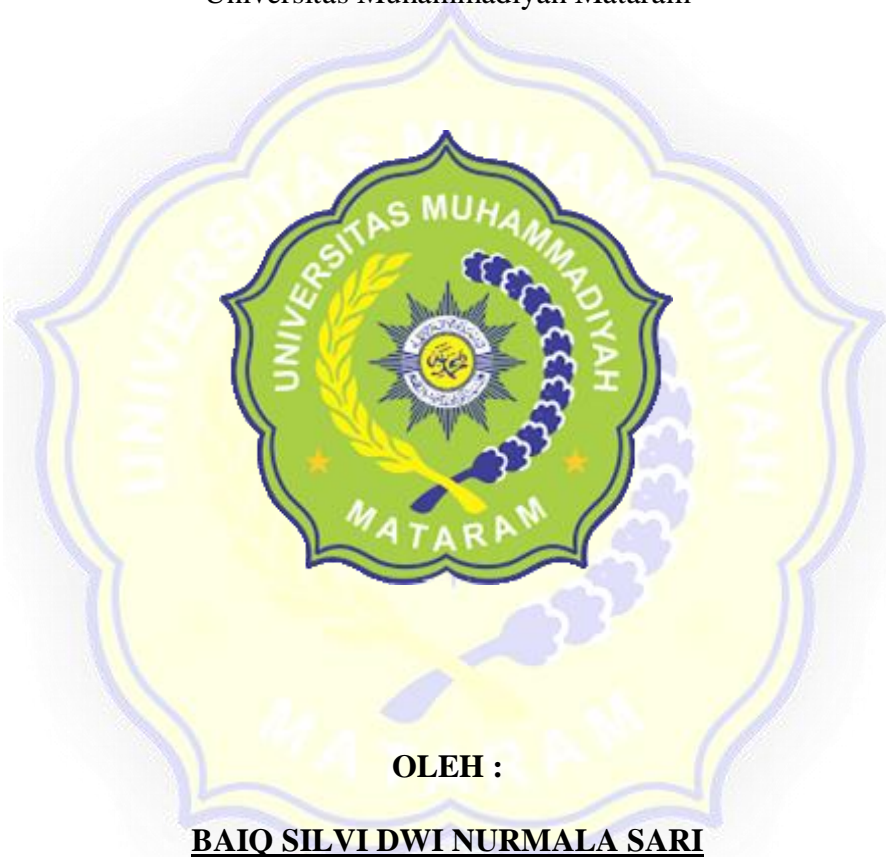 Universitas Muhammadiyah Mataram
UNIVERSITAS MUHAMMADIYAH
MATARAM
OLEH :
BAIQ SILVI DWI NURMALA SARI